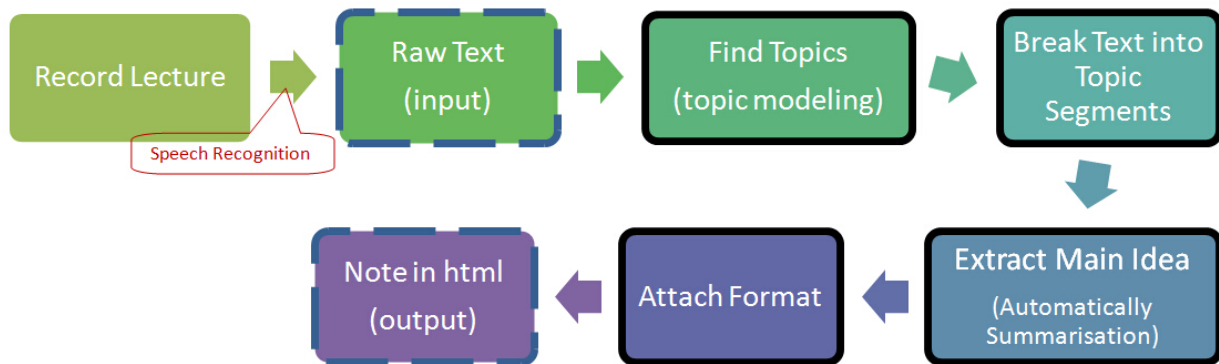 Record Lecture
Speech Recognition
Raw Text
(input)
Find Topics
(topic modeling)
Break Text into
Topic
Segments
Extract Main Idea
(Automatically
Summarisation)
Attach Format
Note in html
(output)